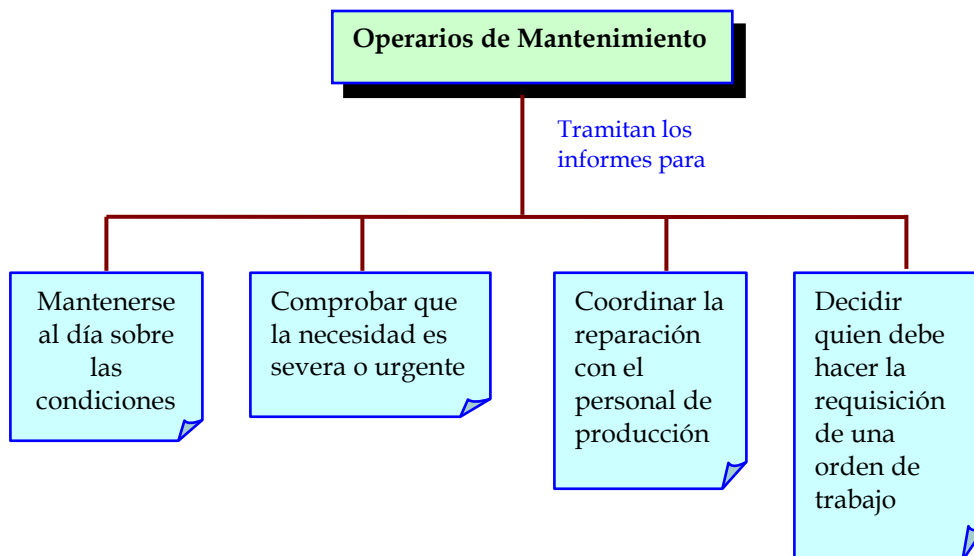 Operarios de Mantenimiento
Tramitan los
informes para
Mantenerse
al día sobre
las
condiciones
Comprobar que
la necesidad es
severa o urgente
Coordinar la
reparación
con el
personal de
producción
Decidir
quien debe
hacer la
requisición
de una
orden de
trabajo